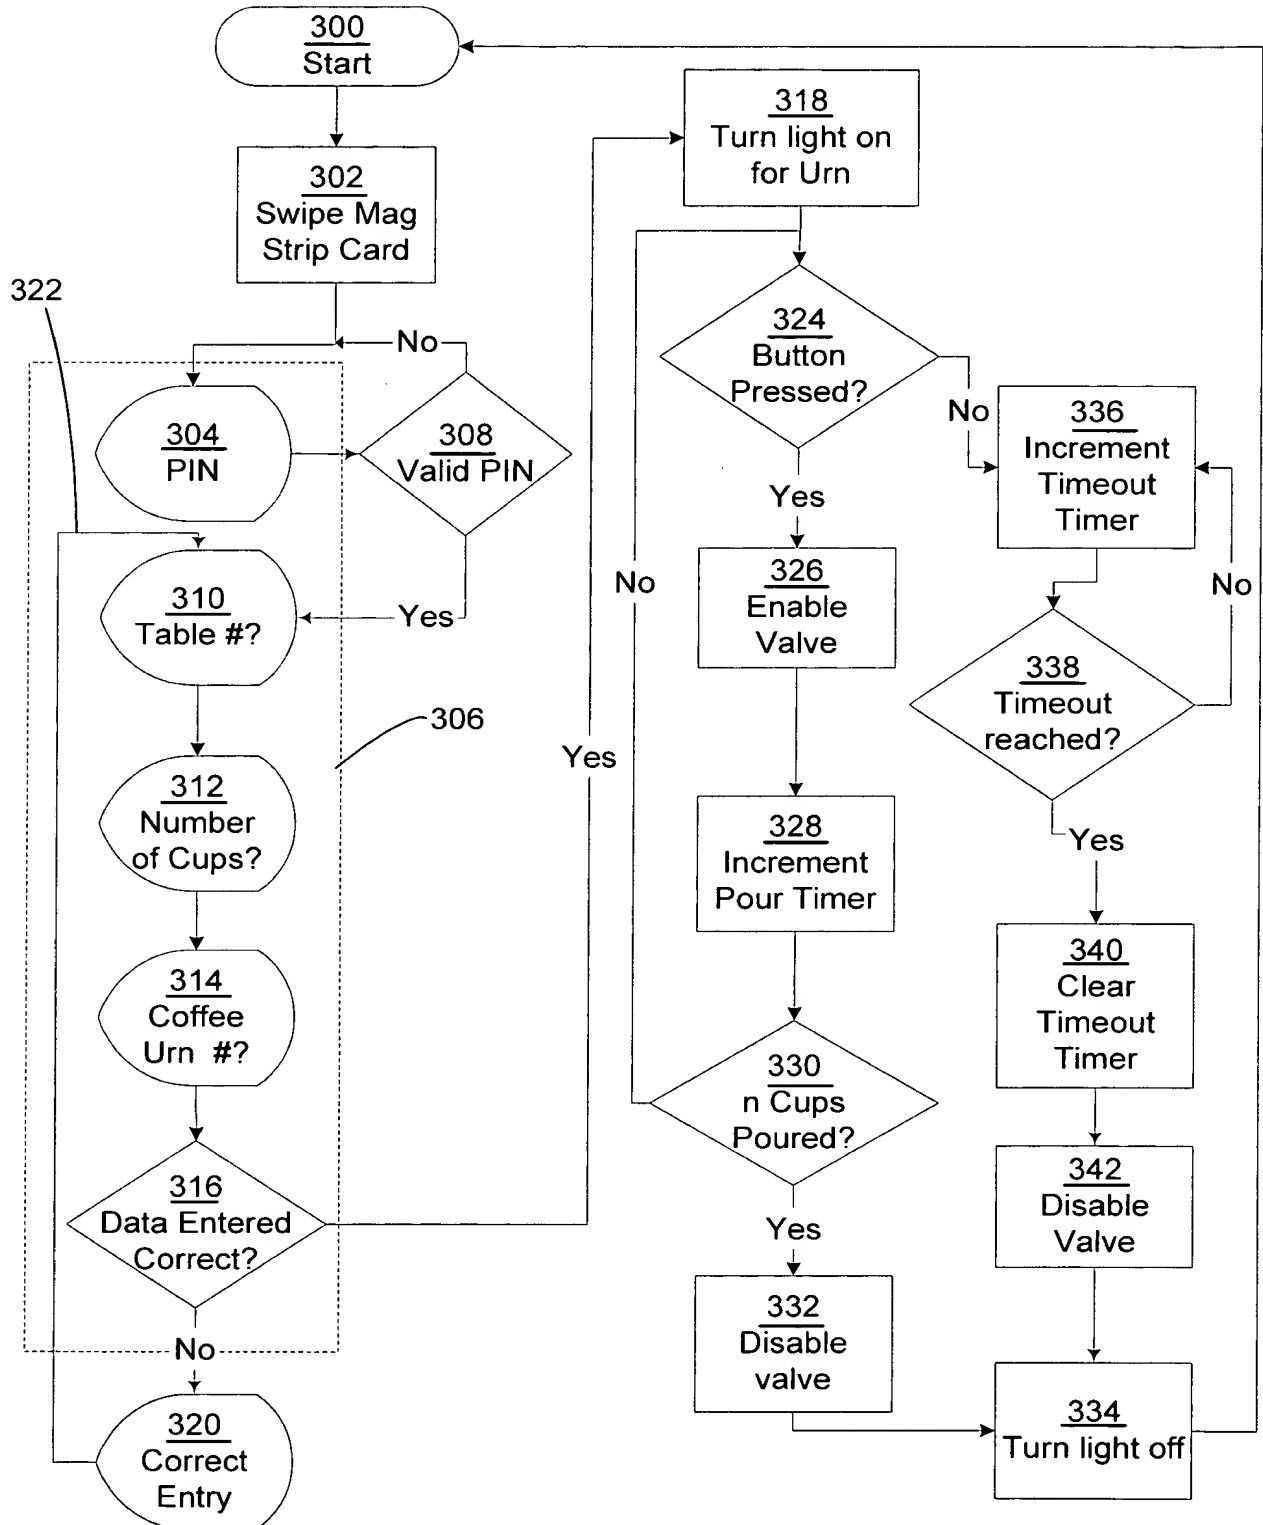 300
Start
302
Swipe Mag
Strip Card
322
No
304
PIN
308
Valid PIN
Yes
310
Table #?
306
312
Number
of Cups?
314
Coffee
Urn #?
316
Data Entered
Correct?
No
320
Correct
Entry
Yes
318
Turn light on
for Urn
324
Button
Pressed?
No
Yes
No
326
Enable
Valve
328
Increment
Pour Timer
330
n Cups
Poured?
Yes
332
Disable
valve
336
Increment
Timeout
Timer
No
338
Timeout
reached?
Yes
340
Clear
Timeout
Timer
342
Disable
Valve
334
Turn light off